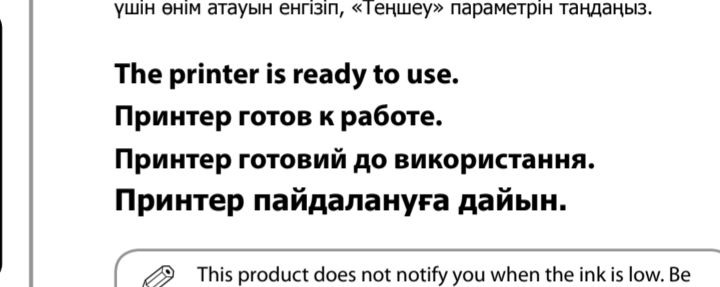 үшін өнім атауын енгізіп, «Теңшеу» параметрін таңдаңыз.
The printer is ready to use.
Принтер готов к работе.
Принтер готовий до використання.
Принтер пайдалануға дайын.
This product does not notify you when the ink is low. Be